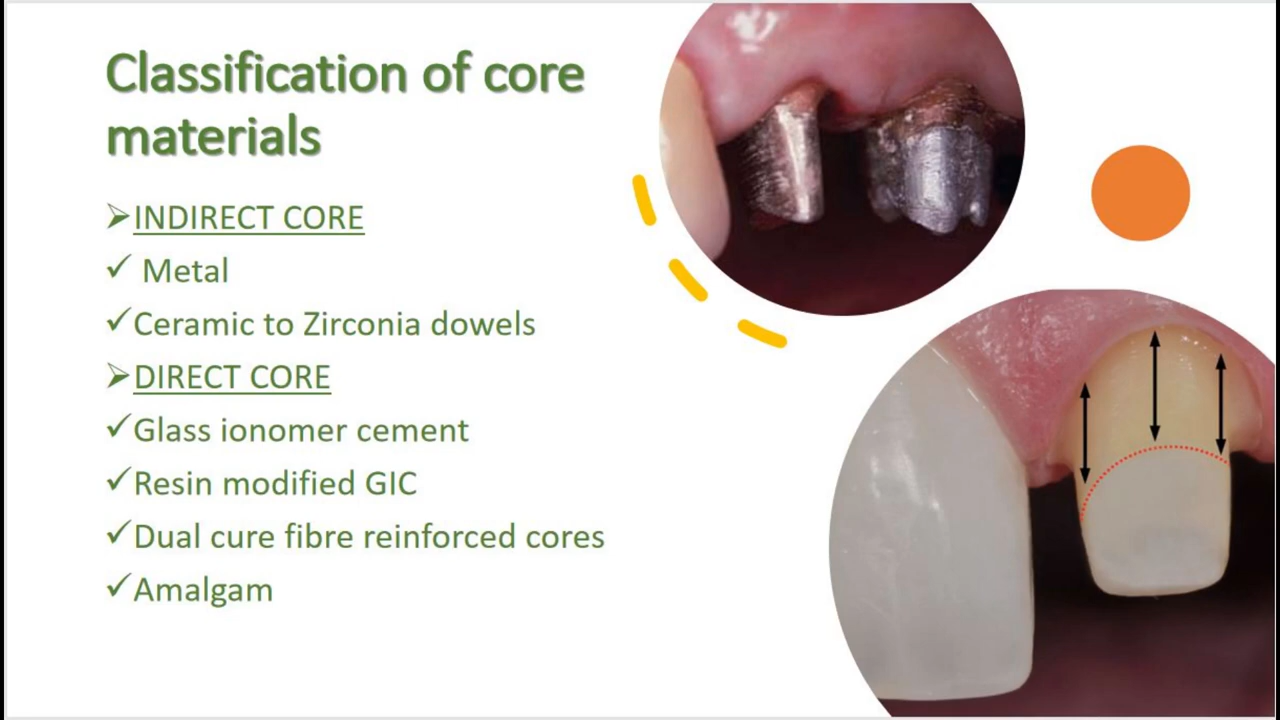 Classification of core
materials
➢INDIRECT CORE
✓ Metal
✓Ceramic to Zirconia dowels
➢DIRECT CORE
✓Glass ionomer cement
✓Resin modified GIC
✓Dual cure fibre reinforced cores
✓Amalgam